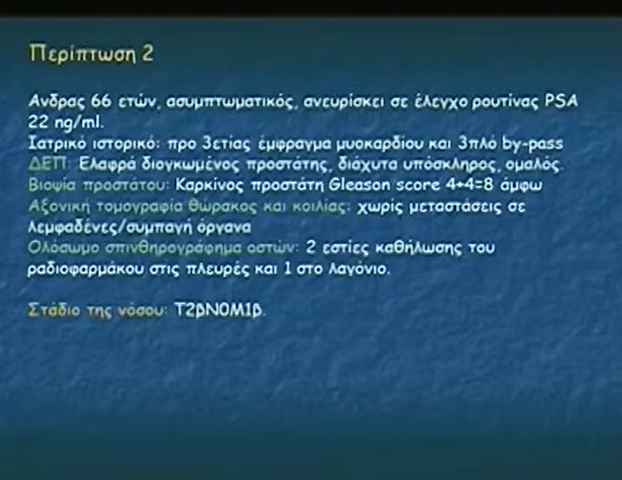 Περίπτωση 2
Ανδρας 66 ετών, ασυμπτωματικός, ανευρίσκει σε έλεγχο ρουτίνας PSA
22 ng/ml.
Ιατρικό ιστορικό: προ 3ετίας έμφραγμα μυοκαρδίου και 3πλό by-pass
ΔΕΠ: Ελαφρά διογκωμένος προστάτης, διάχυτα υπόσκληρος, ομαλός.
Βιοψία προστάτου: Καρκίνος προστάτη Gleason score 4+4=8 άμφω
Αξονική τομογραφία θώρακος και κοιλίας: χωρίς μεταστάσεις σε
λεμφαδένες/συμπαγή όργανα
Ολόσωμο σπινθηρογράφημα οστών: 2 εστίες καθήλωσης του
ραδιοφαρμάκου στις πλευρές και 1 στο λαγόνιο.
Στάδιο της νόσου: Τ2βΝ0Μ1β.